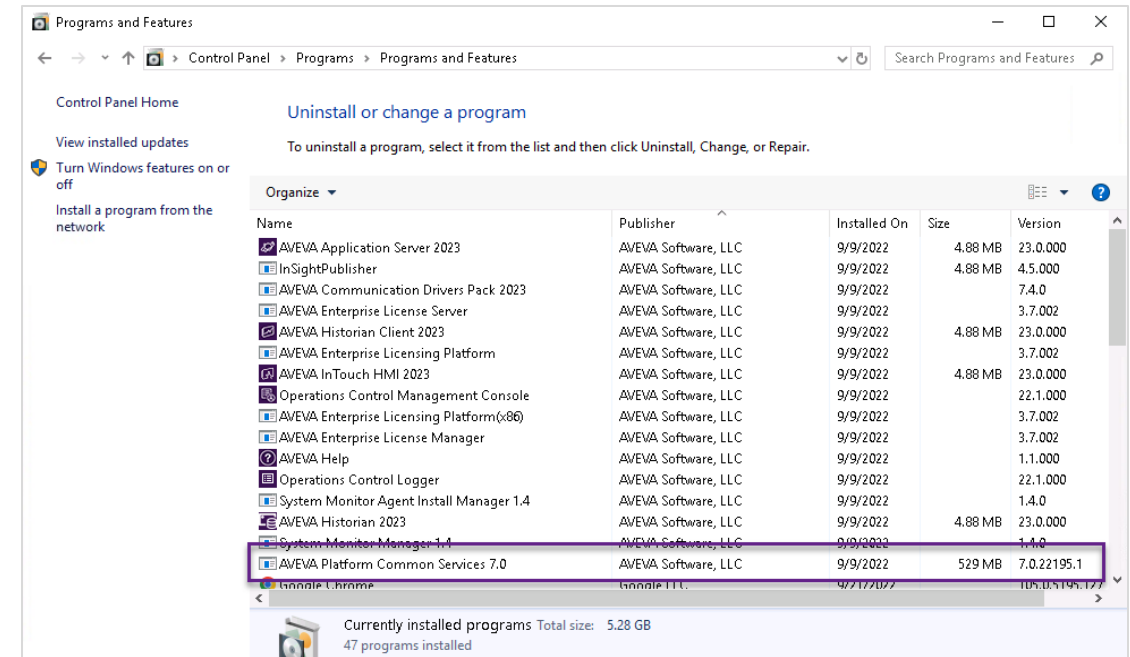 Programs and Features
Control Panel > Programs > Programs and Features
Search Programs and Features
Control Panel Home
View installed updates
Turn Windows features on or
off
Install a program from the
network
Uninstall or change a program
To uninstall a program, select it from the list and then click Uninstall, Change, or Repair.
Organize
Name Publisher Installed On Size Version
AVEVA Application Server 2023 AVEVA Software, LLC 9/9/2022 4.88 MB 23.0.000
InSightPublisher AVEVA Software, LLC 9/9/2022 4.88 MB 4.5.000
AVEVA Communication Drivers Pack 2023 AVEVA Software, LLC 9/9/2022 7.4.0
AVEVA Enterprise License Server AVEVA Software, LLC 9/9/2022 3.7.002
AVEVA Historian Client 2023 AVEVA Software, LLC 9/9/2022 4.88 MB 23.0.000
AVEVA Enterprise Licensing Platform AVEVA Software, LLC 9/9/2022 3.7.002
AVEVA InTouch HMI 2023 AVEVA Software, LLC 9/9/2022 4.88 MB 23.0.000
Operations Control Management Console AVEVA Software, LLC 9/9/2022 22.1.000
AVEVA Enterprise Licensing Platform(x86) AVEVA Software, LLC 9/9/2022 3.7.002
AVEVA Enterprise License Manager AVEVA Software, LLC 9/9/2022 3.7.002
AVEVA Help AVEVA Software, LLC 9/9/2022 1.1.000
Operations Control Logger AVEVA Software, LLC 9/9/2022 22.1.000
System Monitor Agent Install Manager 1.4 AVEVA Software, LLC 9/9/2022 1.4.0
AVEVA Historian 2023 AVEVA Software, LLC 9/9/2022 4.88 MB 23.0.000
System Monitor Manager 1.4 AVEVA Software, LLC 9/9/2022 1.4.0
AVEVA Platform Common Services 7.0 AVEVA Software, LLC 9/9/2022 529 MB 7.0.22195.1
Google Chrome Google LLC 9/21/2022 105.0.5195.127
Currently installed programs Total size: 5.28 GB
47 programs installed